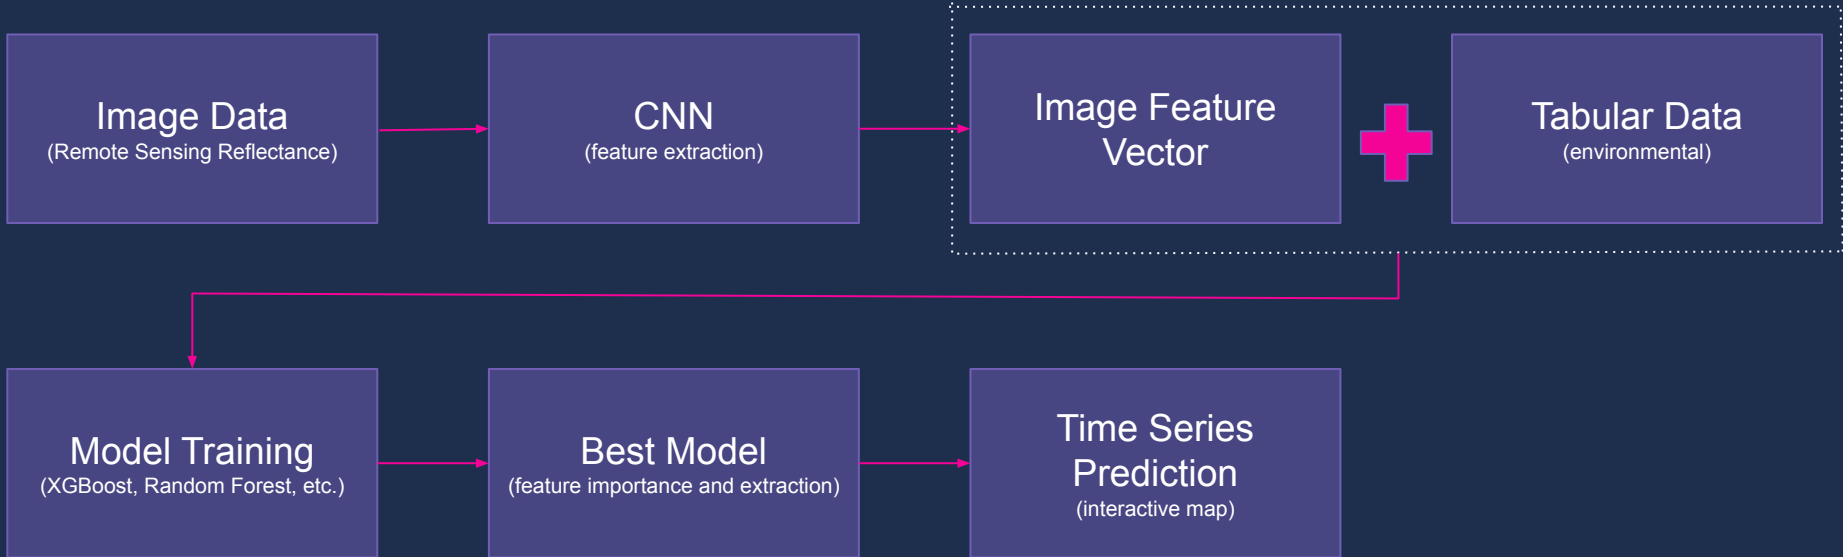 Image Data
(Remote Sensing Reflectance)
CNN
(feature extraction)
Image Feature
Vector
Tabular Data
(environmental)
Model Training
(XGBoost, Random Forest, etc.)
Best Model
(feature importance and extraction)
Time Series
Prediction
(interactive map)